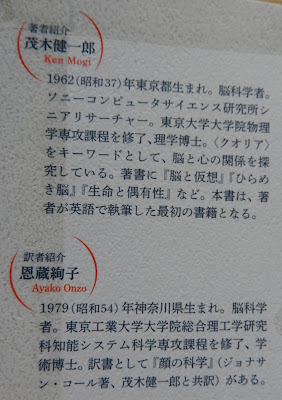 著者紹介
茂木健一郎
Ken Mogi
1962(昭和37)年東京都生まれ。脳科学者。
ソニーコンピュータサイエンス研究所シ
ニアリサーチャー。東京大学大学院物理
学専攻課程を修了、理学博士。〈クオリア〉
をキーワードとして、脳と心の関係を探
究している。著書に『脳と仮想』『ひらめ
き脳』『生命と偶有性』など。本書は、著
者が英語で執筆した最初の書籍となる。
訳者紹介
恩蔵絢子
Ayako Onzo
1979(昭和54)年神奈川県生まれ。脳科学
者。東京工業大学大学院総合理工学研究
科知能システム科学専攻課程を修了、学
術博士。訳書として『顔の科学』(ジョナサ
ン・コール著、茂木健一郎と共訳)がある。